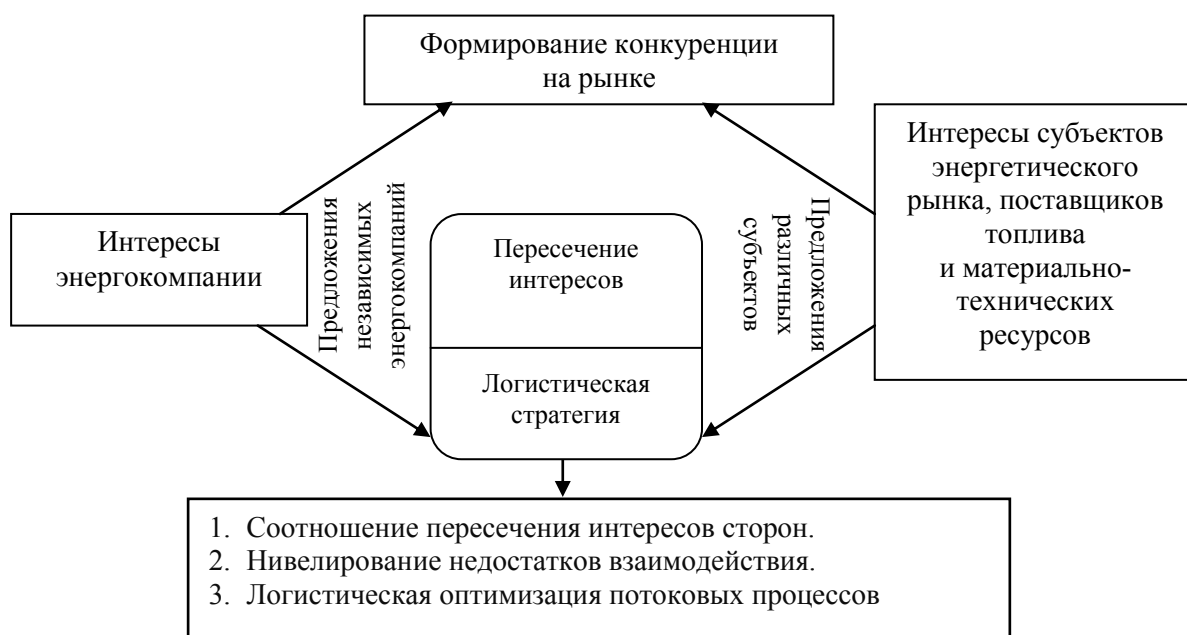 Формирование конкуренции
на рынке
Интересы
энергокомпании
Предложения
независимых
энергокомпаний
Пересечение
интересов
Логистическая
стратегия
Предложения
различных
субъектов
Интересы субъектов
энергетического
рынка, поставщиков
топлива
и материально-
технических
ресурсов
1. Соотношение пересечения интересов сторон.
2. Нивелирование недостатков взаимодействия.
3. Логистическая оптимизация потоковых процессов